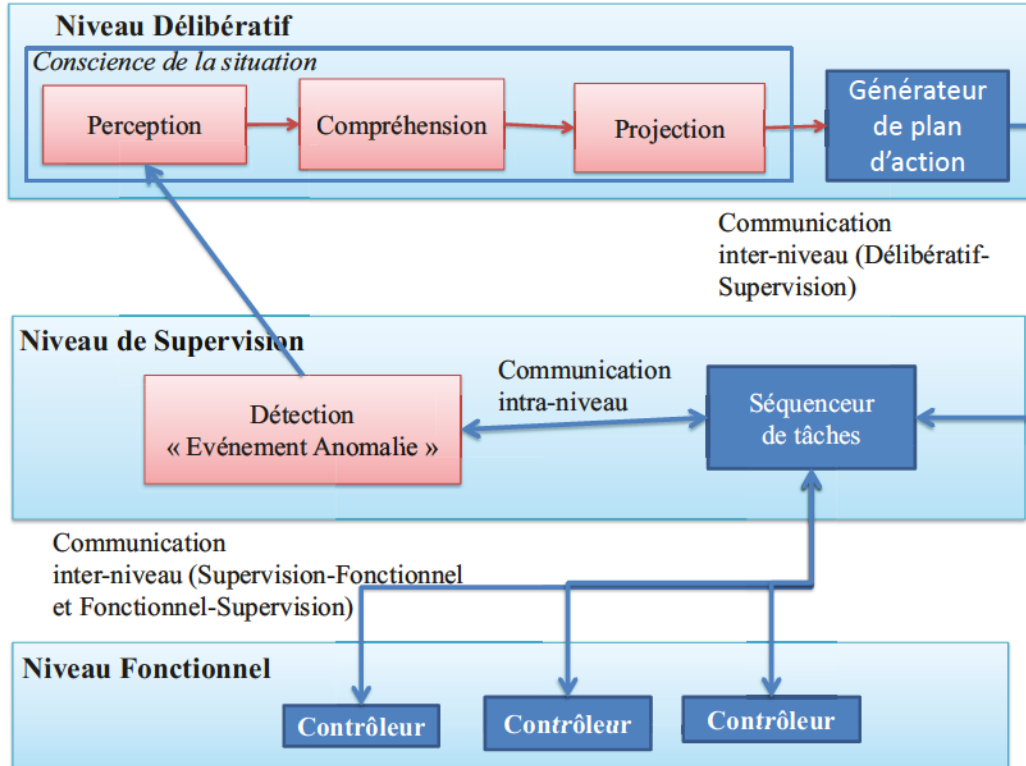 Niveau Délibératif
Conscience de la situation
Perception
Compréhension
Projection
Générateur
de plan
d'action
Communication
inter-niveau (Délibératif-
Supervision)
Niveau de Supervision
Détection
« Evénement Anomalie »
Communication
intra-niveau
Séquenceur
de tâches
Communication
inter-niveau (Supervision-Fonctionnel
et Fonctionnel-Supervision)
Niveau Fonctionnel
Contrôleur
Contrôleur
Contrôleur